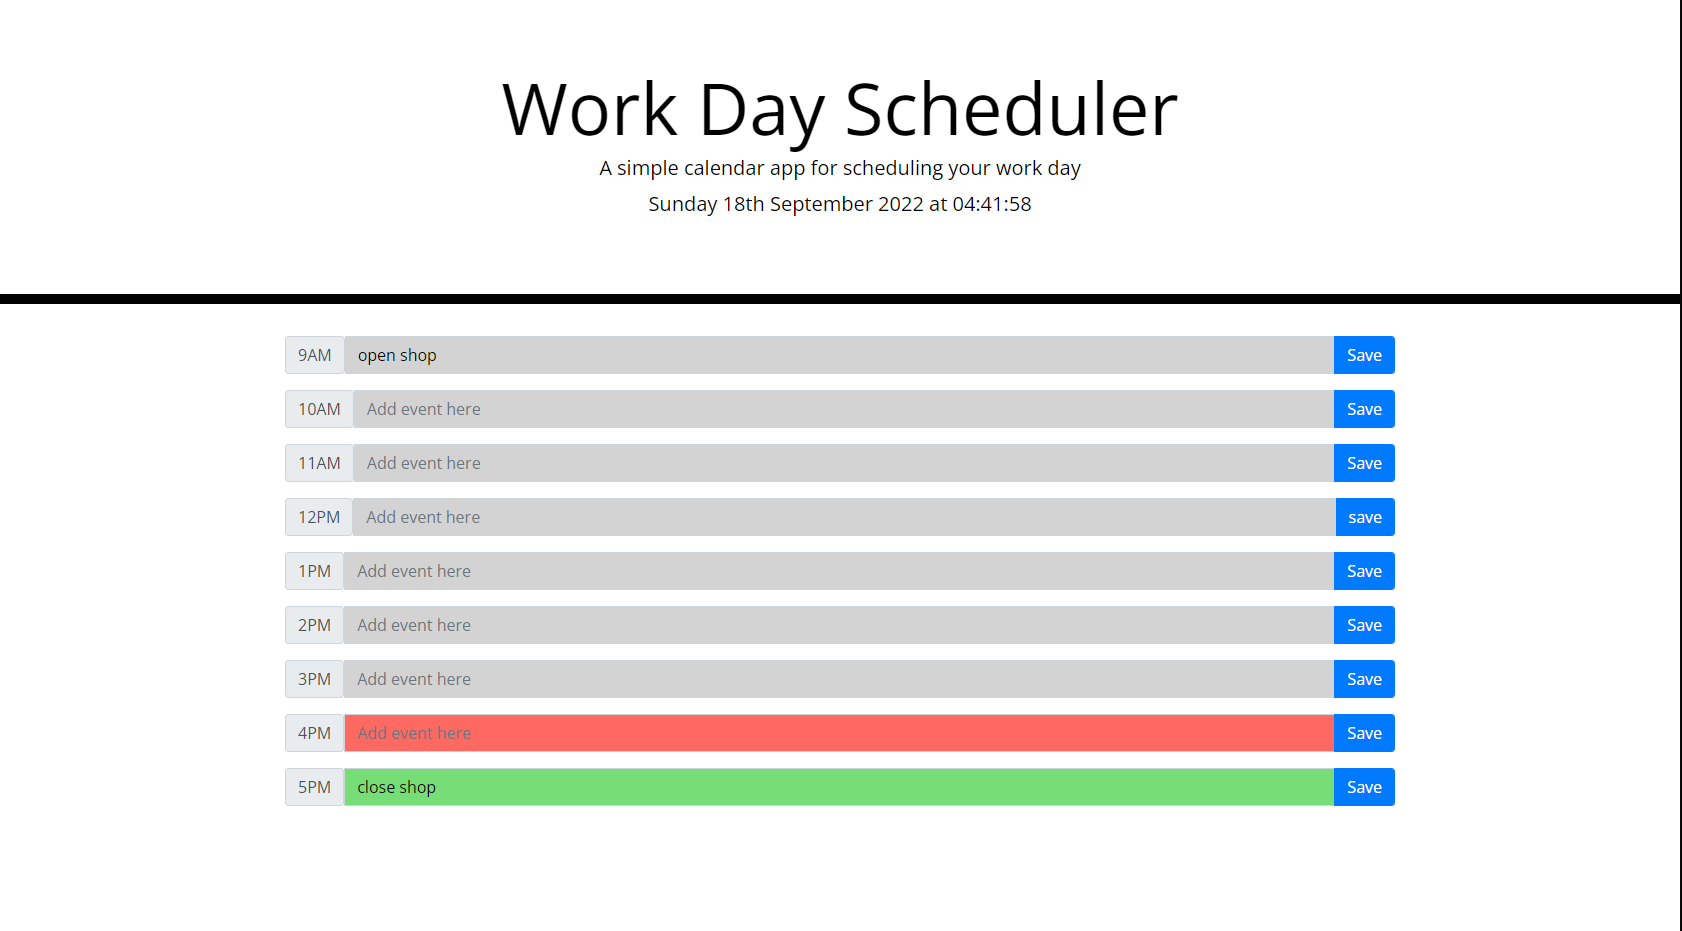 Work Day Scheduler
A simple calendar app for scheduling your work day
Sunday 18th September 2022 at 04:41:58
9AM open shop Save
10AM Add event here Save
11AM Add event here Save
12PM Add event here save
1PM Add event here Save
2PM Add event here Save
3PM Add event here Save
4PM Add event here Save
5PM close shop Save